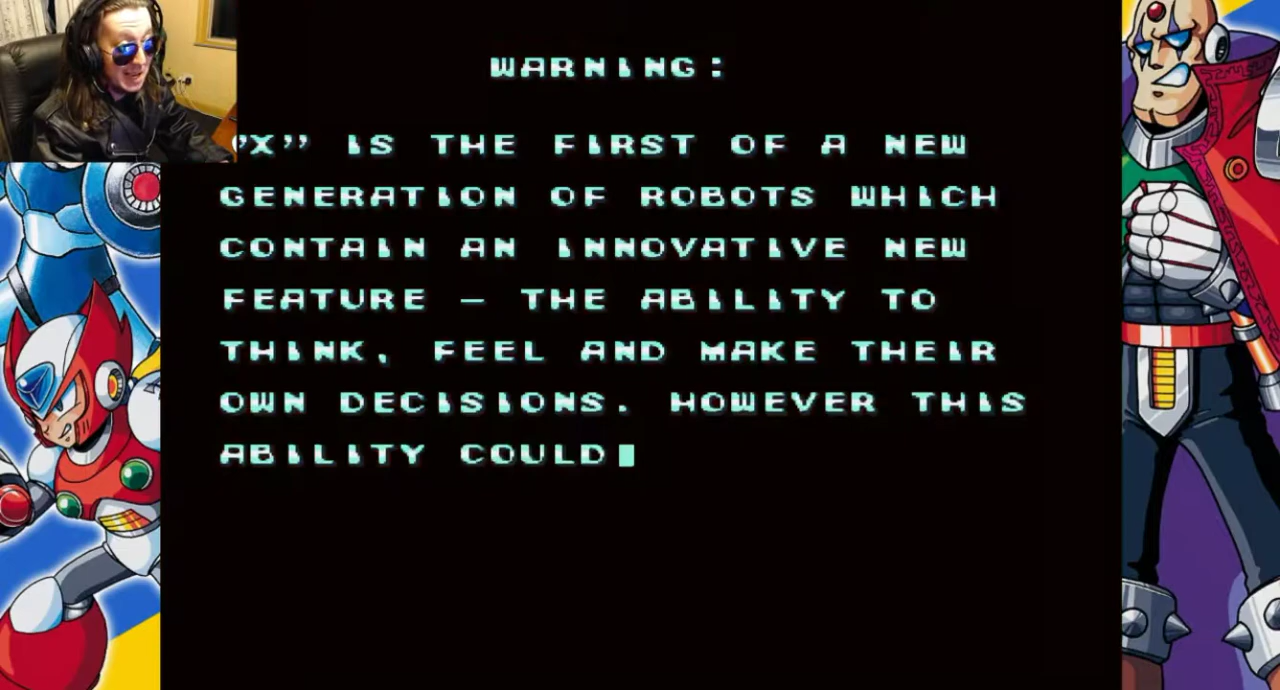 WARNING:
"X" IS THE FIRST OF A NEW
GENERATION OF ROBOTS WHICH
CONTAIN AN INNOVATIVE NEW
FEATURE – THE ABILITY TO
THINK, FEEL AND MAKE THEIR
OWN DECISIONS. HOWEVER THIS
ABILITY COULD